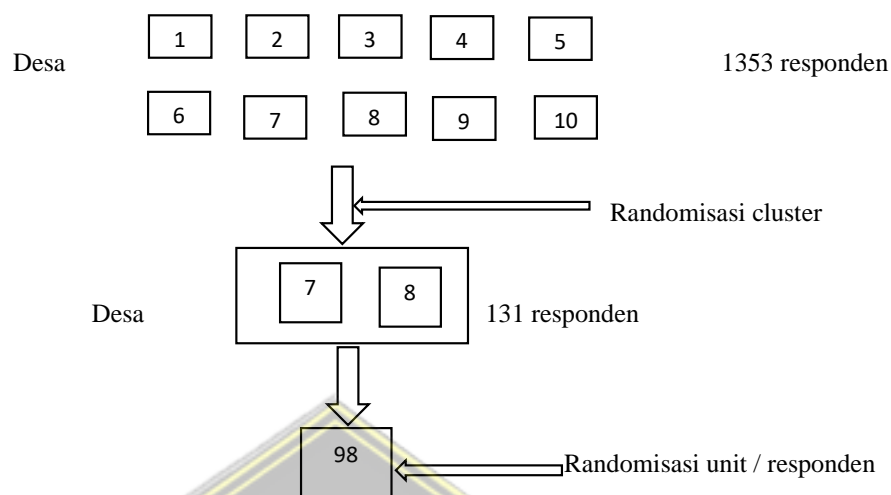 1 2 3 4 5
Desa 1353 responden
6 7 8 9 10
Randomisasi cluster
7 8
Desa 131 responden
98
Randomisasi unit / responden